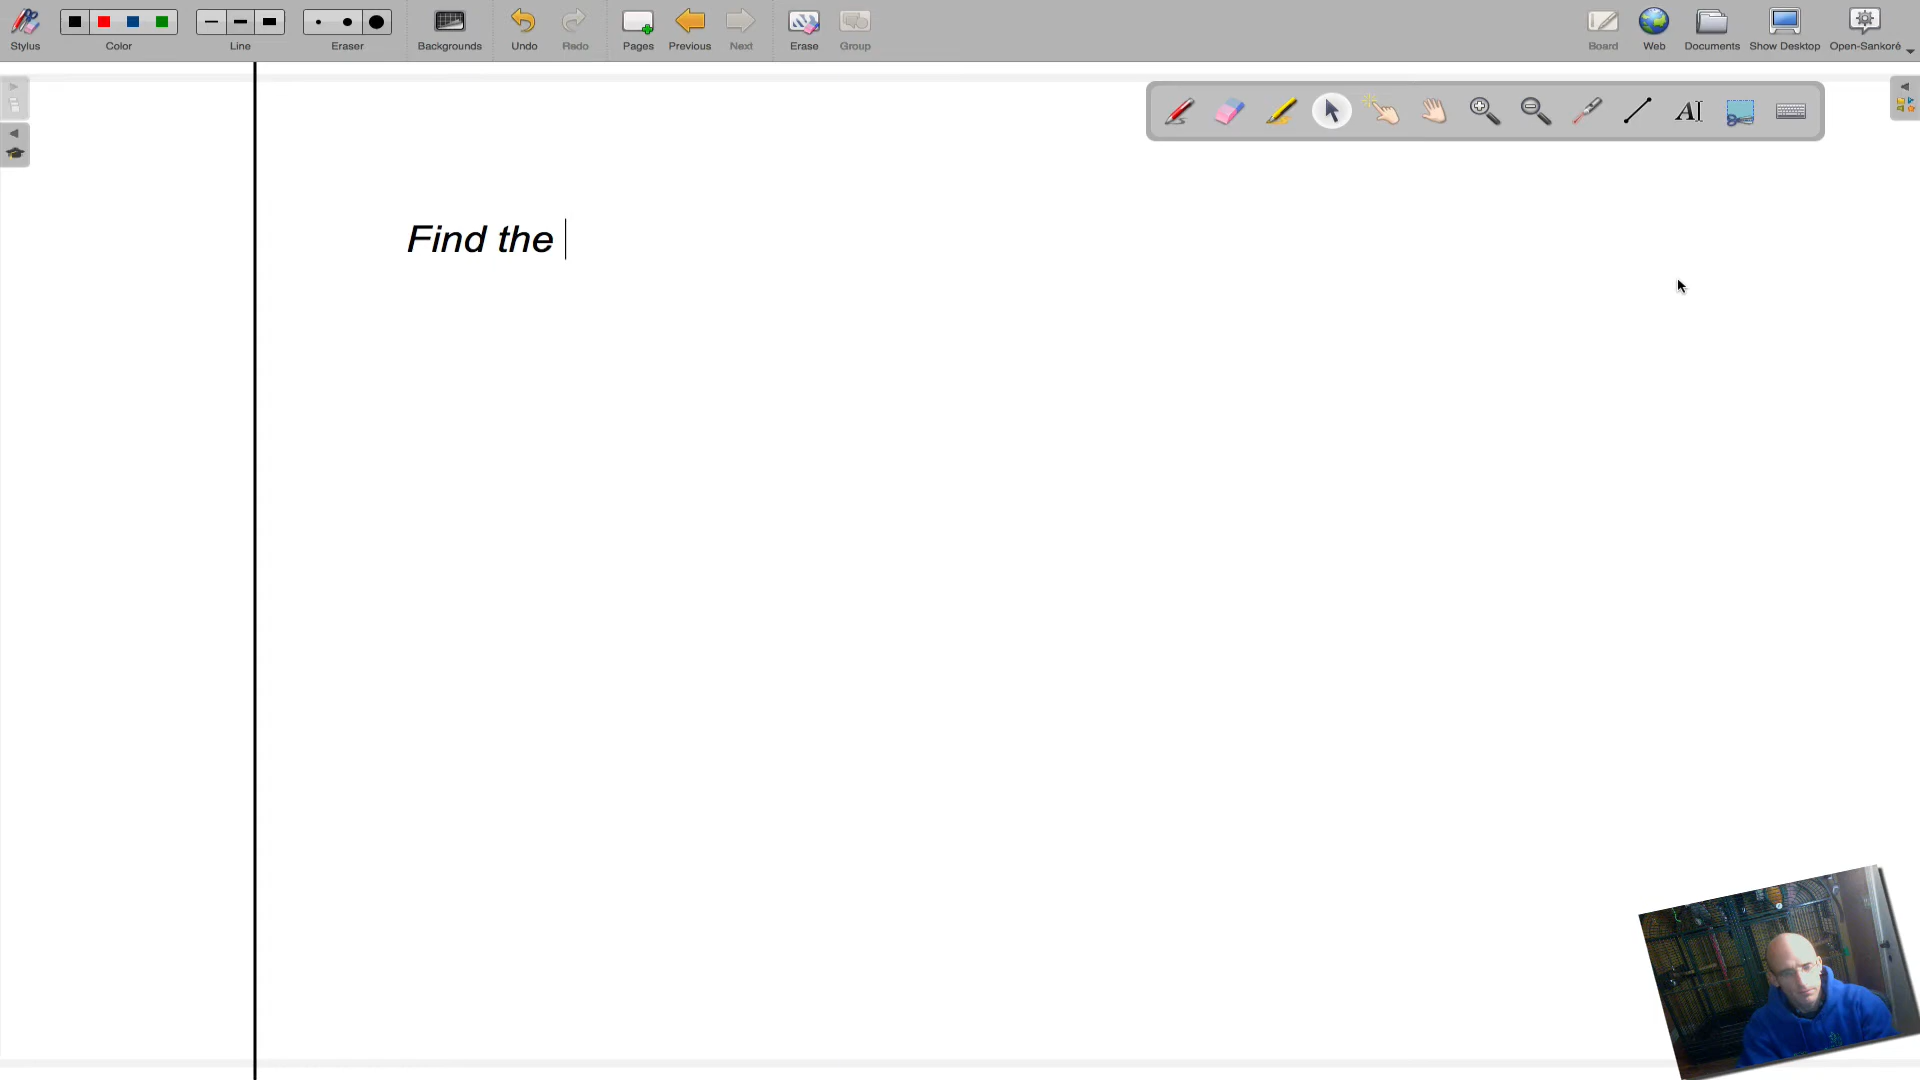 Stylus Color Line Eraser Backgrounds Undo Redo Pages Previous Next Erase Group Board Web Documents Show Desktop Open-Sankoré
AI
Find the